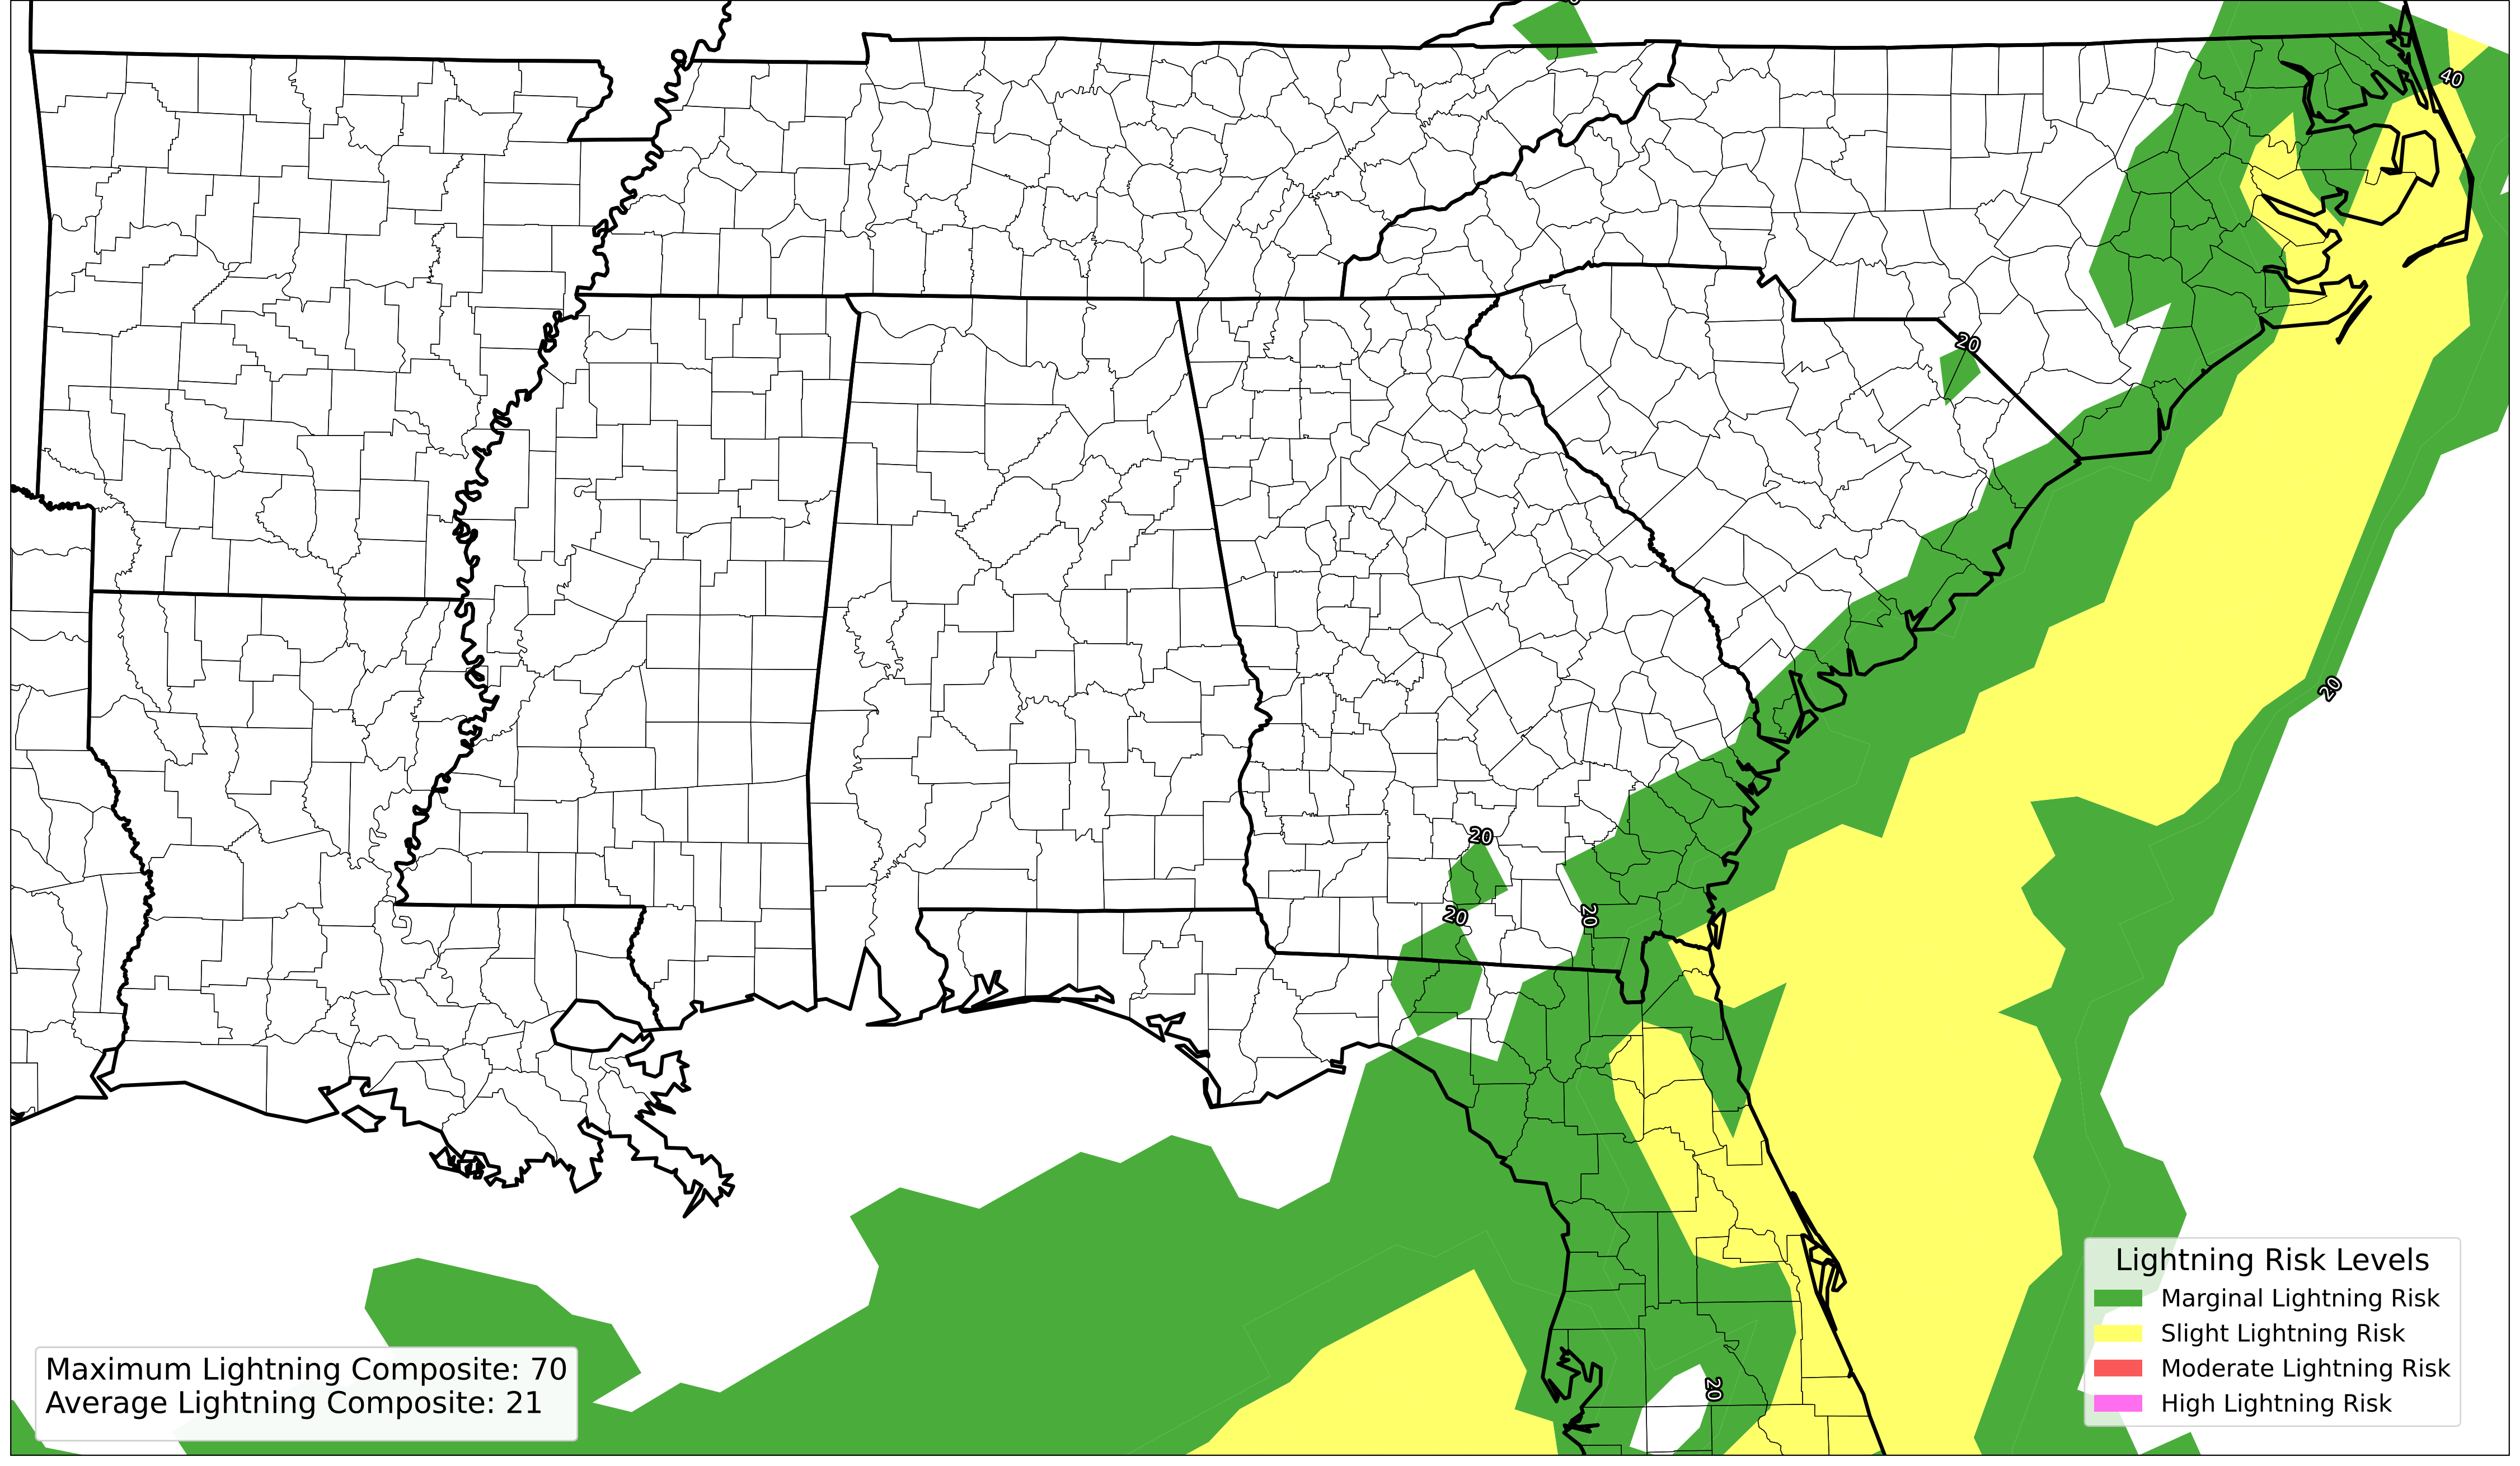 40
20
20
20
20
20
Maximum Lightning Composite: 70
Average Lightning Composite: 21
Lightning Risk Levels
Marginal Lightning Risk
Slight Lightning Risk
Moderate Lightning Risk
High Lightning Risk
20